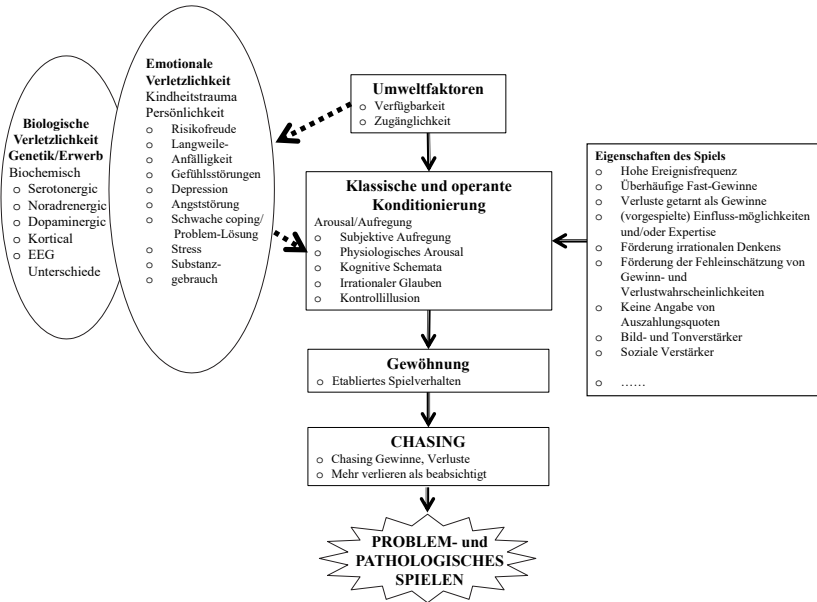 Biologische
Verletzlichkeit
Genetik/Erwerb
Biochemisch
o Serotonergic
o Noradrenergic
o Dopaminergic
o Kortical
o EEG
Unterschiede
Emotionale
Verletzlichkeit
Kindheitstrauma
Persönlichkeit
o Risikofreude
o Langweile-
o Anfälligkeit
o Gefühlsstörungen
o Depression
o Angststörung
o Schwache coping/
Problem-Lösung
o Stress
o Substanz-
o gebrauch
Umweltfaktoren
o Verfügbarkeit
o Zugänglichkeit
Klassische und operante
Konditionierung
Arousal/Aufregung
o Subjektive Aufregung
o Physiologisches Arousal
o Kognitive Schemata
o Irrationaler Glauben
o Kontrollillusion
Eigenschaften des Spiels
o Hohe Ereignisfrequenz
o Überhäufige Fast-Gewinne
o Verluste getarnt als Gewinne
o (vorgespielte) Einfluss-möglichkeiten
und/oder Expertise
o Förderung irrationalen Denkens
o Förderung der Fehleinschätzung von
Gewinn- und
Verlustwahrscheinlichkeiten
o Keine Angabe von
Auszahlungsquoten
o Bild- und Tonverstärker
o Soziale Verstärker
o ……
Gewöhnung
o Etabliertes Spielverhalten
CHASING
o Chasing Gewinne, Verluste
o Mehr verlieren als beabsichtigt
PROBLEM- und
PATHOLOGISCHES
SPIELEN